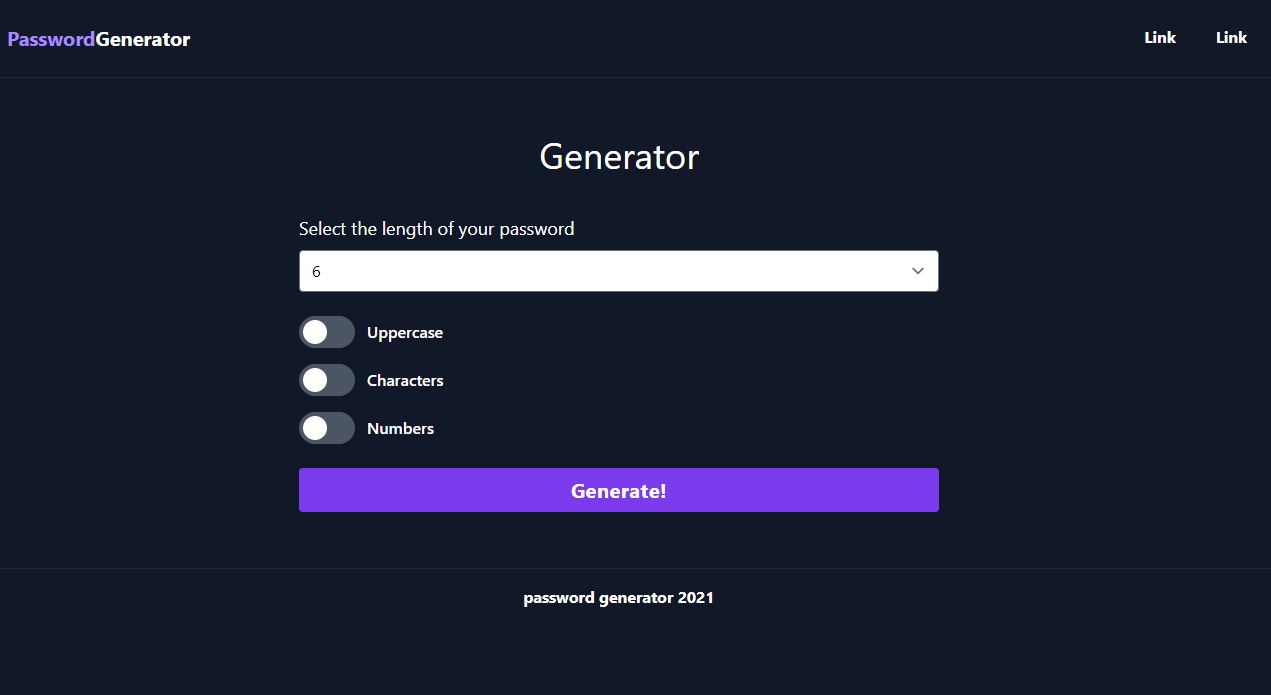 PasswordGenerator
Link Link
Generator
Select the length of your password
6
Uppercase
Characters
Numbers
Generate!
password generator 2021